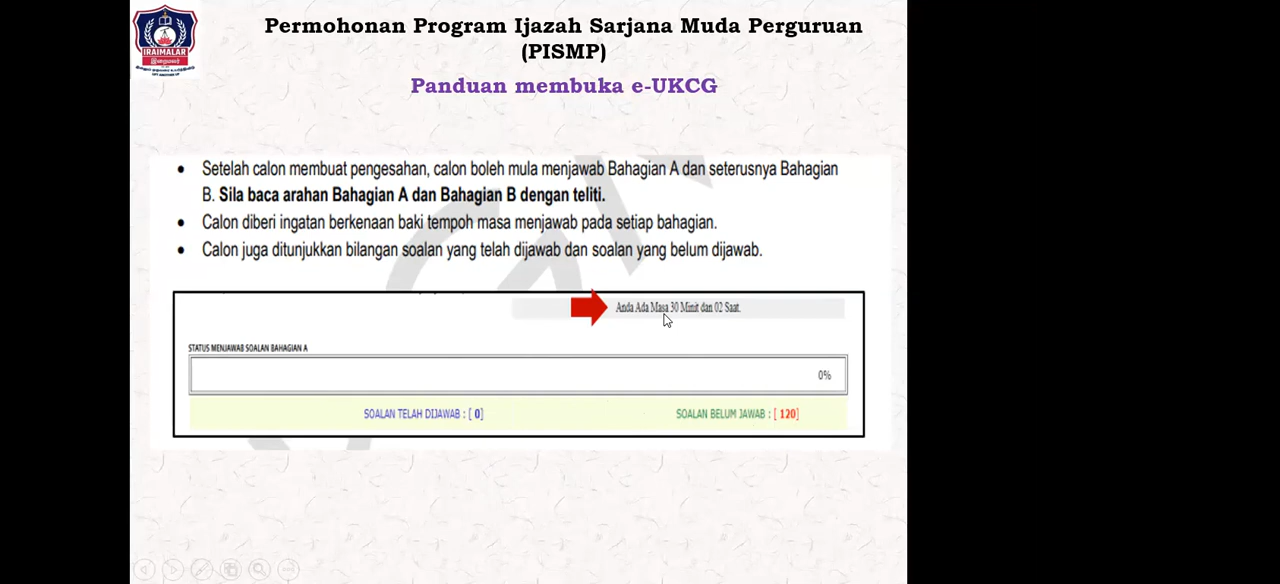 Permohonan Program Ijazah Sarjana Muda Perguruan
(PISMP)
IRAIMALAR
இறைமலர்
Panduan membuka e-UKCG
• Setelah calon membuat pengesahan, calon boleh mula menjawab Bahagian A dan seterusnya Bahagian
B. Sila baca arahan Bahagian A dan Bahagian B dengan teliti.
• Calon diberi ingatan berkenaan baki tempoh masa menjawab pada setiap bahagian.
• Calon juga ditunjukkan bilangan soalan yang telah dijawab dan soalan yang belum dijawab.
Anda Ada Masa 30 Minit dan 02 Saat.
STATUS MENJAWAB SOALAN BAHAGIAN A
0%
SOALAN TELAH DIJAWAB : [ 0] SOALAN BELUM JAWAB : [ 120]